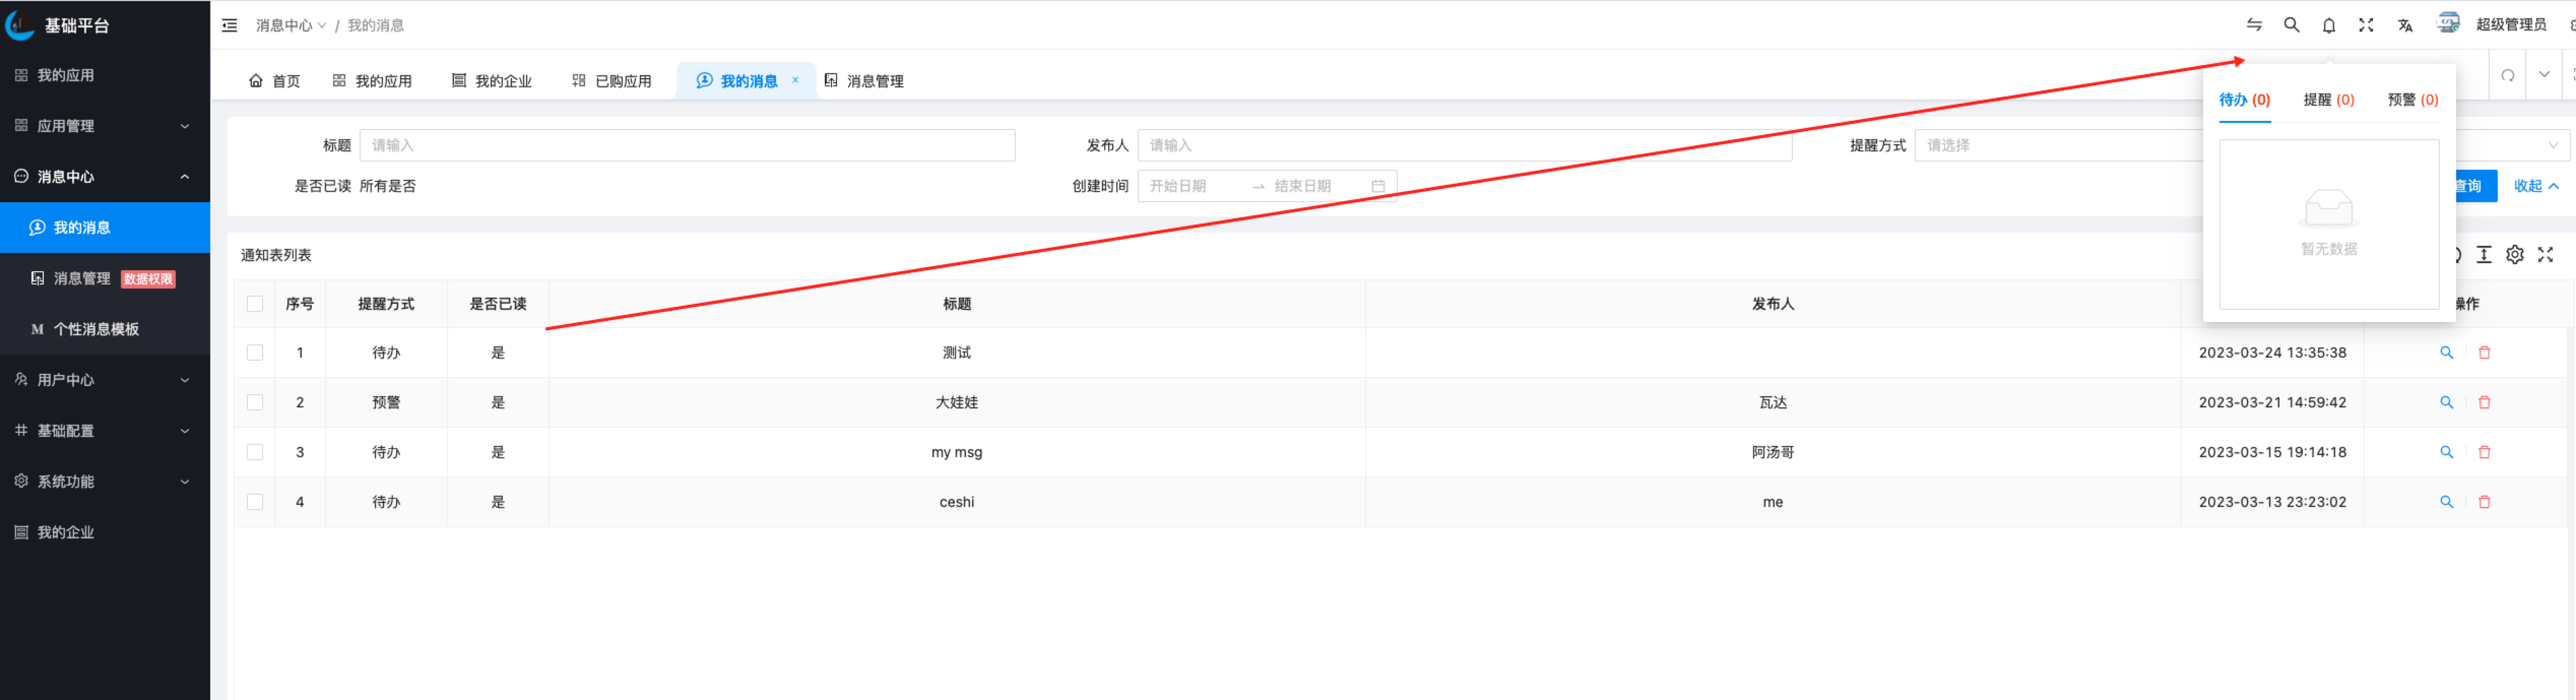 基础平台
消息中心 / 我的消息
超级管理员
我的应用
应用管理
消息中心
我的消息
消息管理 数据权限
M 个性消息模板
用户中心
基础配置
系统功能
我的企业
首页 我的应用 我的企业 已购应用 我的消息 × 消息管理
待办 (0) 提醒 (0) 预警 (0)
暂无数据
标题 请输入 发布人 请输入 提醒方式 请选择
是否已读 所有是否 创建时间 开始日期 → 结束日期 查询 收起
通知表列表
序号 提醒方式 是否已读 标题 发布人 操作
1 待办 是 测试 2023-03-24 13:35:38
2 预警 是 大娃娃 瓦达 2023-03-21 14:59:42
3 待办 是 my msg 阿汤哥 2023-03-15 19:14:18
4 待办 是 ceshi me 2023-03-13 23:23:02